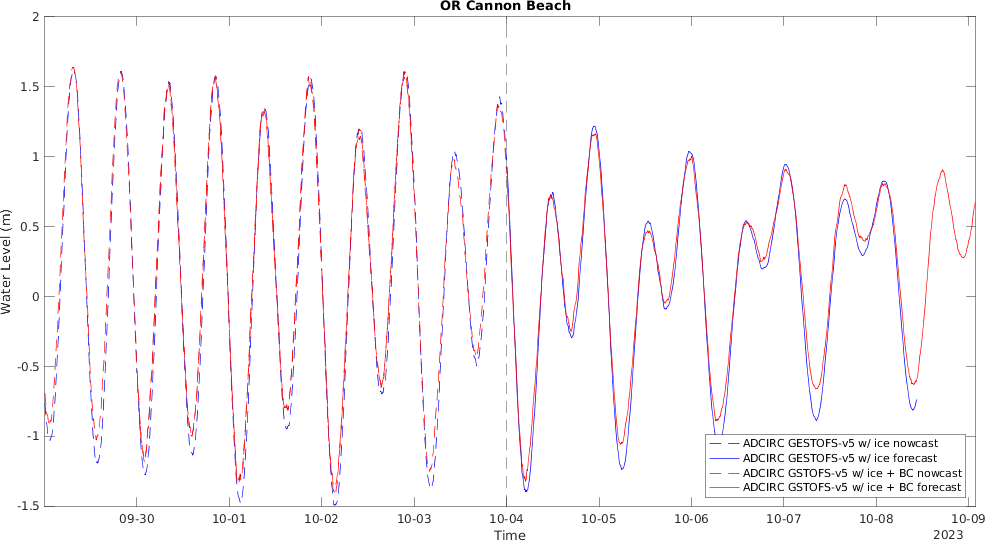 OR Cannon Beach
2
1.5
1
0.5
0
-0.5
-1
-1.5
Water Level (m)
09-30
10-01
10-02
10-03
10-04
10-05
10-06
10-07
10-08
10-09
Time
2023
ADCIRC GESTOFS-v5 w/ ice nowcast
ADCIRC GESTOFS-v5 w/ ice forecast
ADCIRC GSTOFS-v5 w/ ice + BC nowcast
ADCIRC GSTOFS-v5 w/ ice + BC forecast